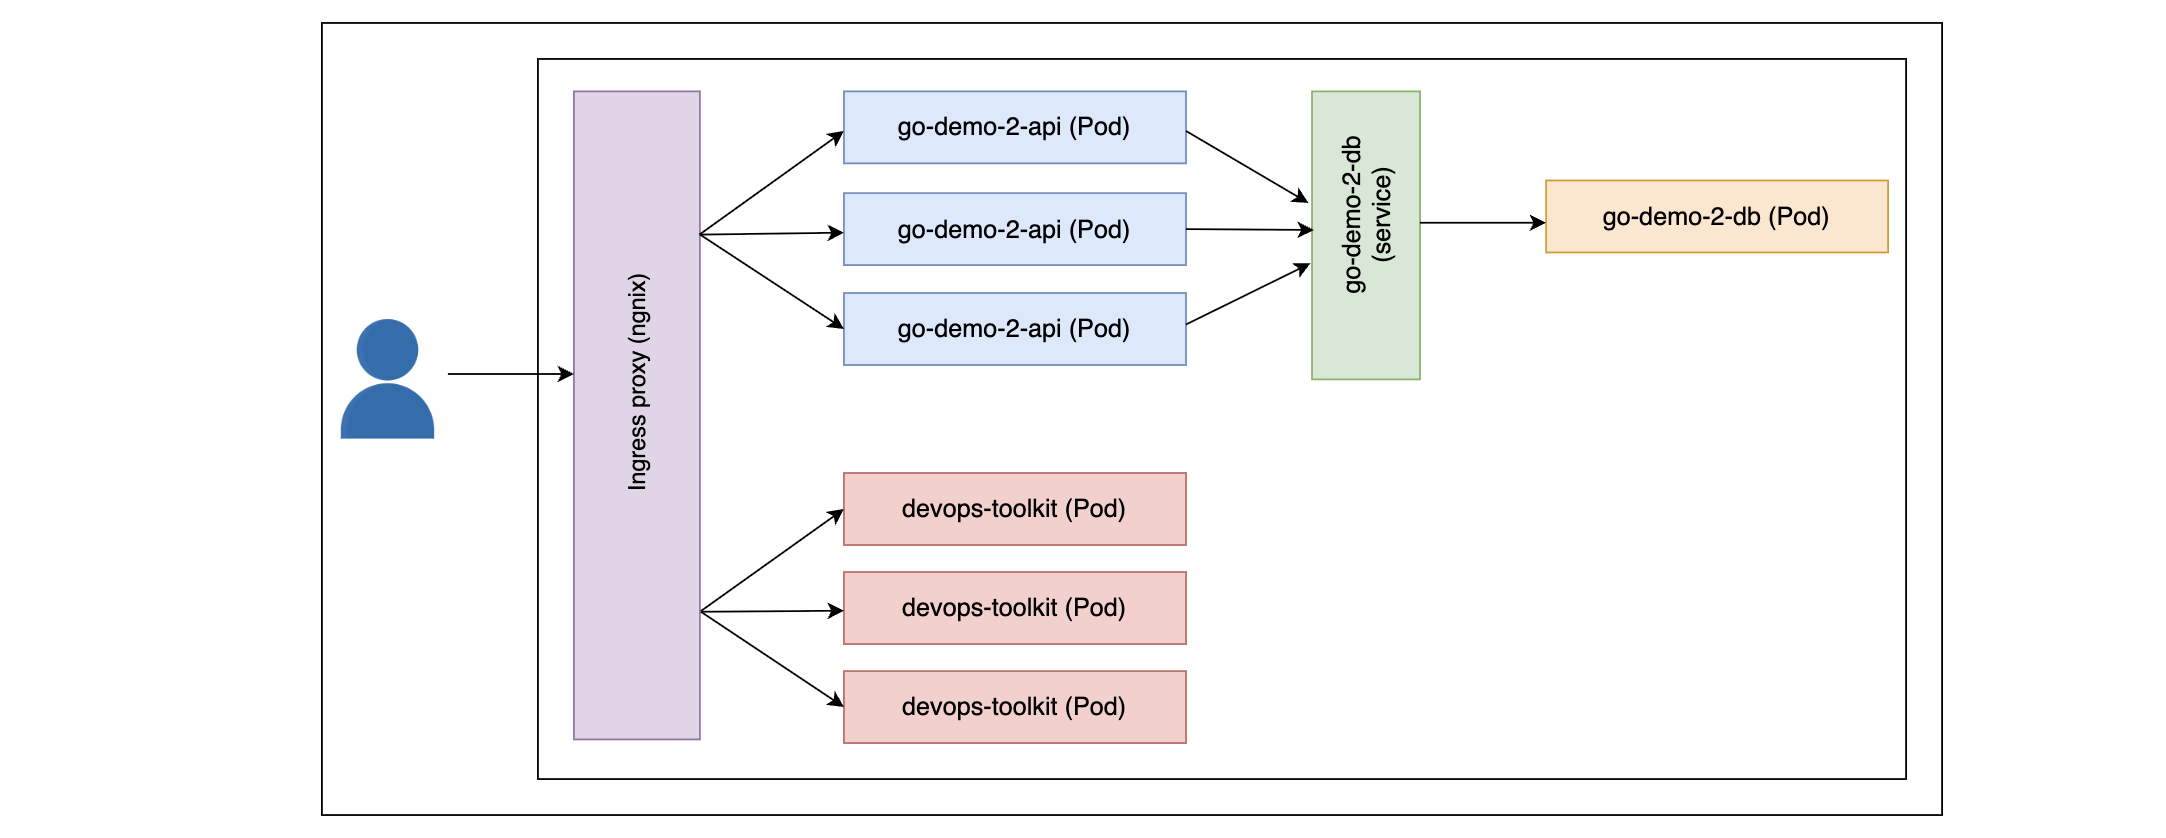 Ingress proxy (ngnix)
go-demo-2-api (Pod)
go-demo-2-api (Pod)
go-demo-2-api (Pod)
go-demo-2-db
(service)
go-demo-2-db (Pod)
devops-toolkit (Pod)
devops-toolkit (Pod)
devops-toolkit (Pod)